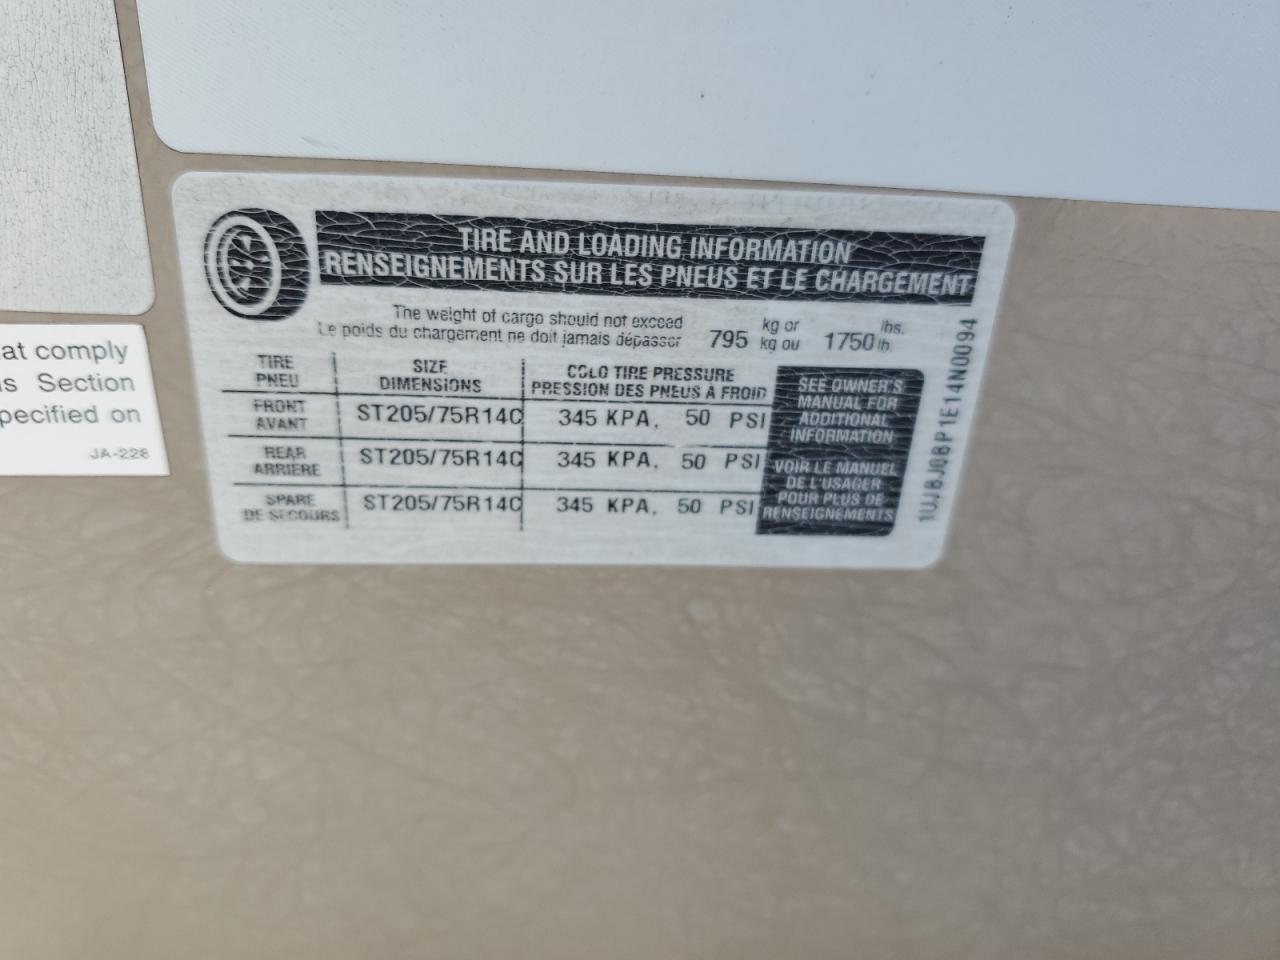 at comply
is Section
pecified on
JA-228
TIRE AND LOADING INFORMATION
RENSEIGNEMENTS SUR LES PNEUS ET LE CHARGEMENT
The weight of cargo should not exceed
Le poids du chargement ne doit jamais dépasser
795 kg or 1750 lbs.
kg ou lb.
TIRE SIZE COLD TIRE PRESSURE
PNEU DIMENSIONS PRESSION DES PNEUS A FROID
FRONT
AVANT ST205/75R14C 345 KPA, 50 PSI
REAR
ARRIÈRE ST205/75R14C 345 KPA, 50 PSI
SPARE
DE SECOURS ST205/75R14C 345 KPA, 50 PSI
SEE OWNER'S
MANUAL FOR
ADDITIONAL
INFORMATION
VOIR LE MANUEL
DE L'USAGER
POUR PLUS DE
RENSEIGNEMENTS
1UJBJ0BP1E14N0094